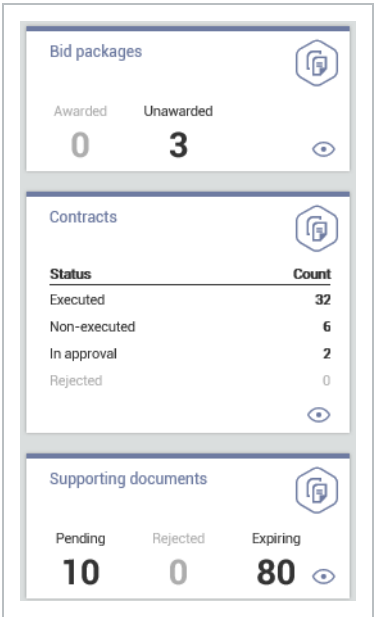 Bid packages
Awarded Unawarded
0 3
Contracts
Status Count
Executed 32
Non-executed 6
In approval 2
Rejected 0
Supporting documents
Pending Rejected Expiring
10 0 80